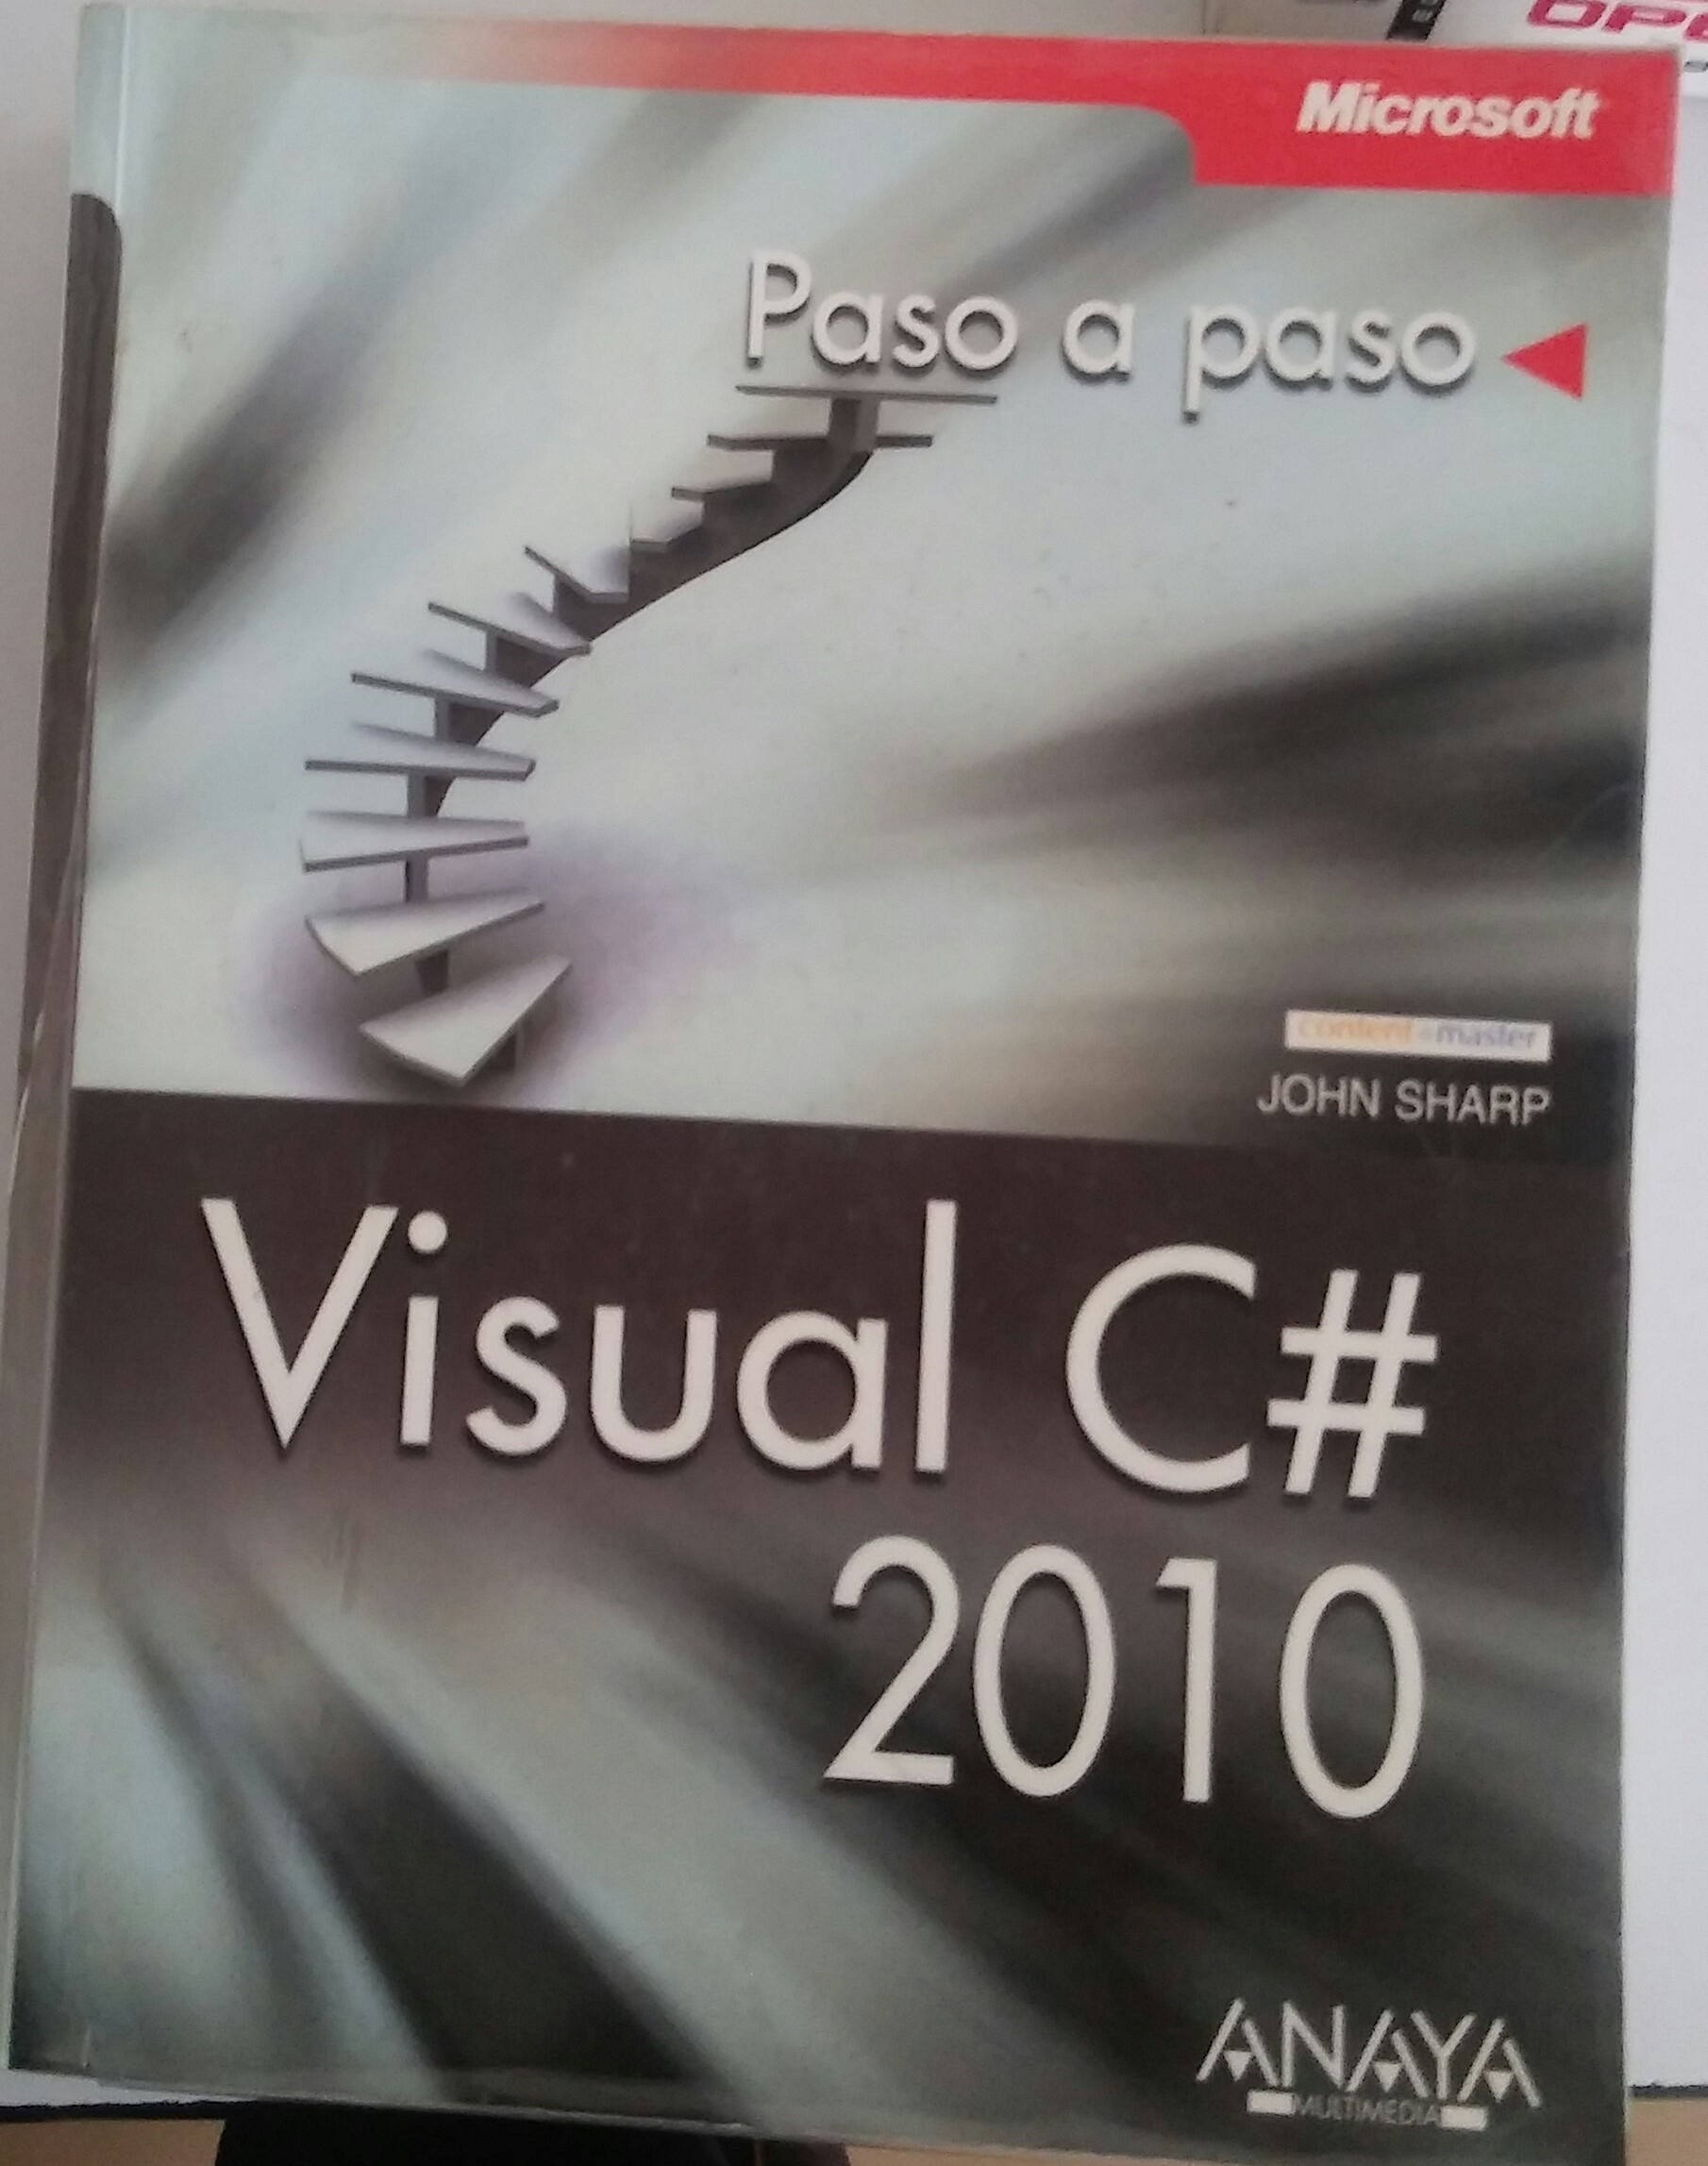 Microsoft
Paso a paso
content master
JOHN SHARP
Visual C#
2010
ANAYA
MULTIMEDIA